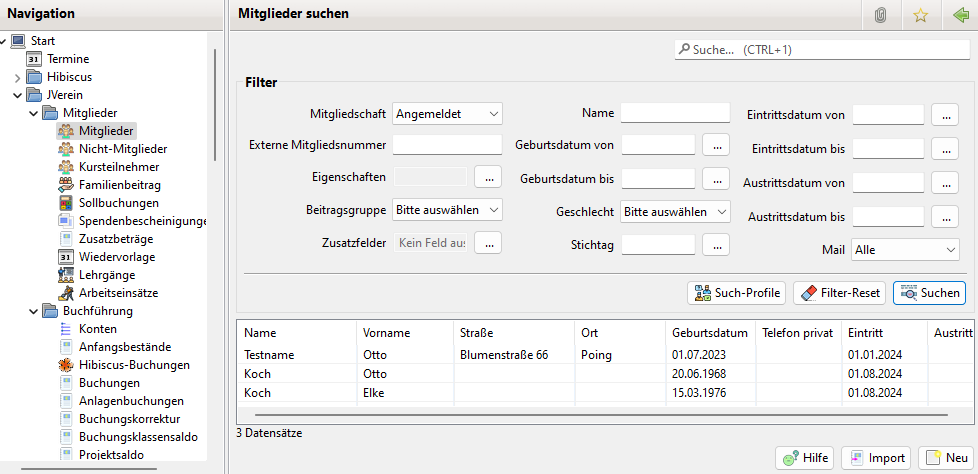 Navigation
Start
31 Termine
Hibiscus
JVerein
Mitglieder
Mitglieder
Nicht-Mitglieder
Kursteilnehmer
Familienbeitrag
Sollbuchungen
Spendenbescheinigunge
Zusatzbeträge
31 Wiedervorlage
Lehrgänge
Arbeitseinsätze
Buchführung
Konten
Anfangsbestände
Hibiscus-Buchungen
Buchungen
Anlagenbuchungen
Buchungskorrektur
Buchungsklassensaldo
Projektsaldo
Mitglieder suchen
Suche... (CTRL+1)
Filter
Mitgliedschaft Angemeldet Name Eintrittsdatum von ...
Externe Mitgliedsnummer Geburtsdatum von ... Eintrittsdatum bis ...
Eigenschaften ... Geburtsdatum bis ... Austrittsdatum von ...
Beitragsgruppe Bitte auswählen Geschlecht Bitte auswählen Austrittsdatum bis ...
Zusatzfelder Kein Feld aus ... Stichtag ... Mail Alle
Such-Profile Filter-Reset Suchen
Name Vorname Straße Ort Geburtsdatum Telefon privat Eintritt Austritt
Testname Otto Blumenstraße 66 Poing 01.07.2023 01.01.2024
Koch Otto 20.06.1968 01.08.2024
Koch Elke 15.03.1976 01.08.2024
3 Datensätze
Hilfe Import Neu